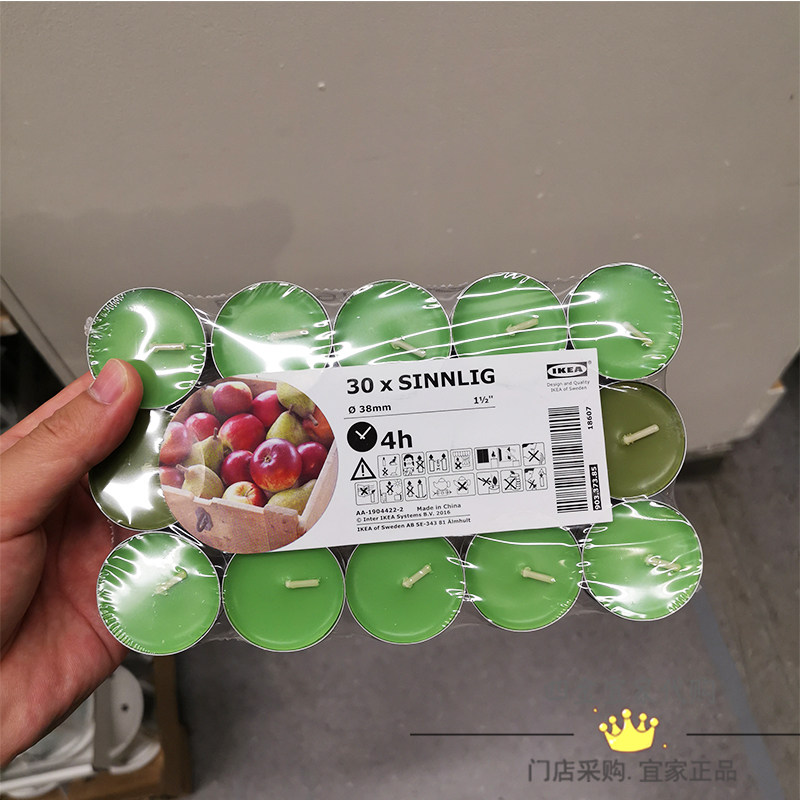 30 x SINNLIG
IKEA
Design and Quality
IKEA of Sweden
Ø 38mm
1½"
4h
18607
903.373.85
AA-1904422-2
Made in China
© Inter IKEA Systems B.V. 2016
IKEA of Sweden AB SE-343 81 Älmhult
门店采购.宜家正品